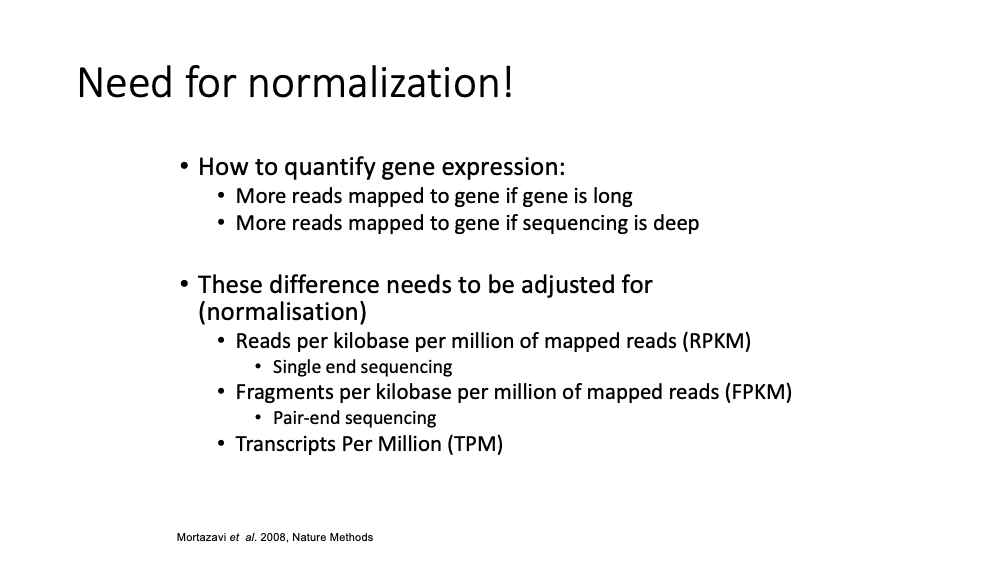 Need for normalization!
• How to quantify gene expression:
• More reads mapped to gene if gene is long
• More reads mapped to gene if sequencing is deep
• These difference needs to be adjusted for
(normalisation)
• Reads per kilobase per million of mapped reads (RPKM)
• Single end sequencing
• Fragments per kilobase per million of mapped reads (FPKM)
• Pair-end sequencing
• Transcripts Per Million (TPM)
Mortazavi et al. 2008, Nature Methods